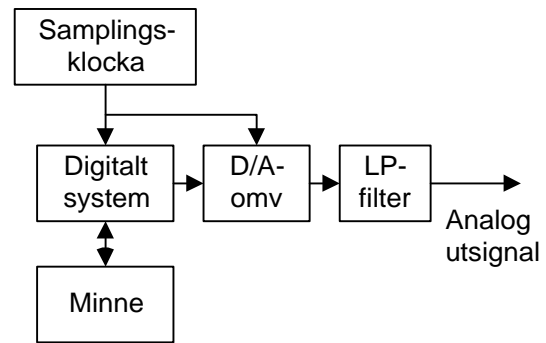 Samplings-
klocka
Digitalt
system
D/A-
omv
LP-
filter
Analog
utsignal
Minne